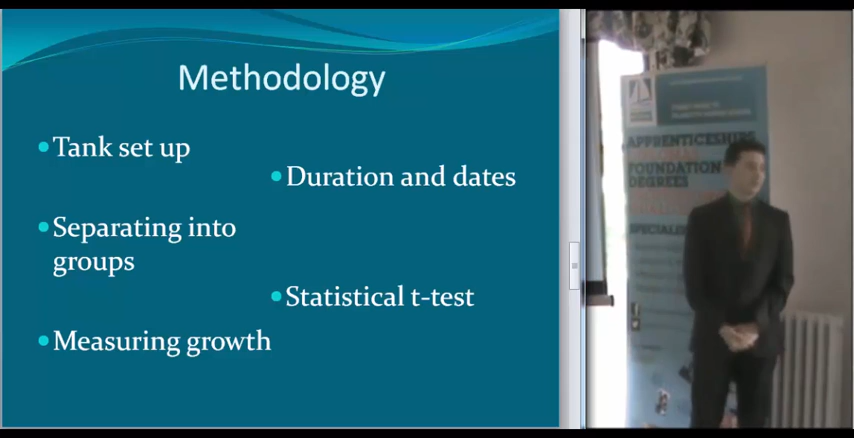 Methodology
Tank set up
Duration and dates
Separating into
groups
Statistical t-test
Measuring growth
APPRENTICESHIPS
FOUNDATION
DEGREES